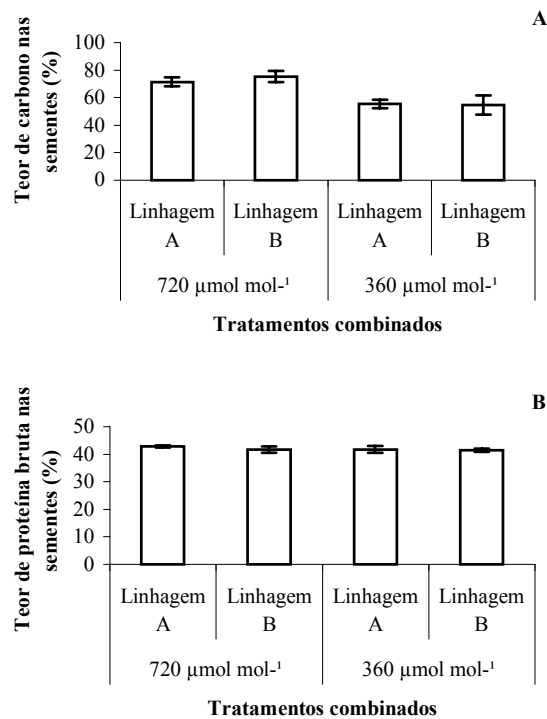 A
Teor de carbono nas
sementes (%)
100
80
60
40
20
0
Linhagem
A
Linhagem
B
Linhagem
A
Linhagem
B
720 µmol mol-¹
360 µmol mol-¹
Tratamentos combinados
B
Teor de proteína bruta nas
sementes (%)
50
40
30
20
10
0
Linhagem
A
Linhagem
B
Linhagem
A
Linhagem
B
720 µmol mol-¹
360 µmol mol-¹
Tratamentos combinados